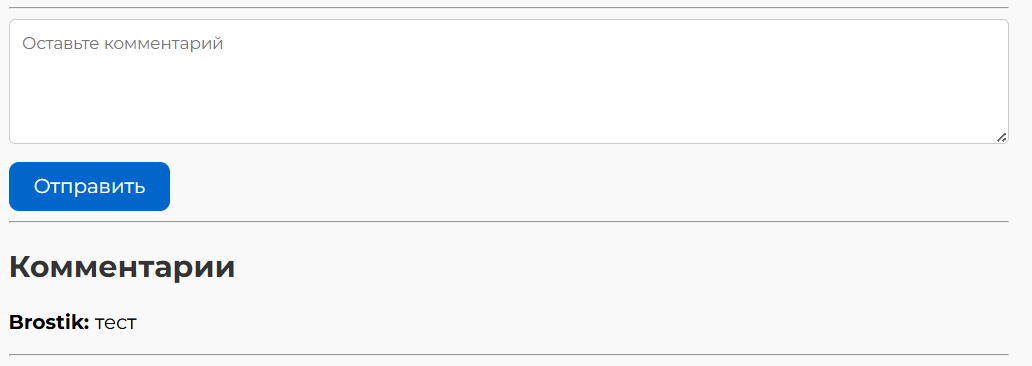 Оставьте комментарий
Отправить
Комментарии
Brostik: тест